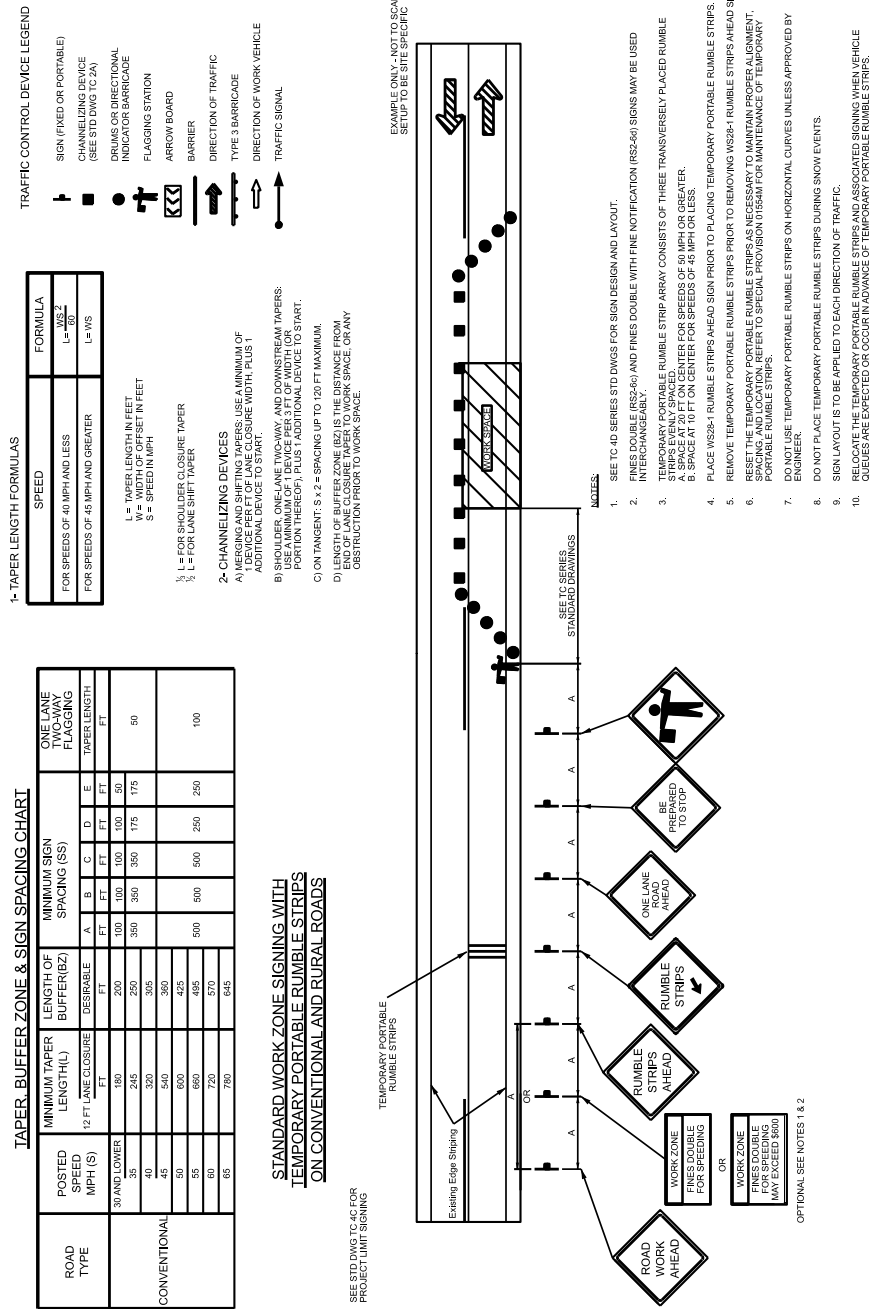 TAPER, BUFFER ZONE & SIGN SPACING CHART
ROAD TYPE
POSTED SPEED MPH (S)
MINIMUM TAPER LENGTH(L)
LENGTH OF BUFFER(BZ)
MINIMUM SIGN SPACING (SS)
ONE LANE TWO-WAY FLAGGING
12 FT LANE CLOSURE
DESIRABLE
A B C D E
TAPER LENGTH
FT FT FT FT FT FT FT FT
CONVENTIONAL
30 AND LOWER 180 200 100 100 100 100 50
35 245 250 350 350 350 175 175 50
40 320 305
45 540 360
50 600 425 500 500 500 250 250 100
55 660 495
60 720 570
65 780 645
1- TAPER LENGTH FORMULAS
SPEED FORMULA
FOR SPEEDS OF 40 MPH AND LESS L= WS 2 / 60
FOR SPEEDS OF 45 MPH AND GREATER L= WS
L = TAPER LENGTH IN FEET
W = WIDTH OF OFFSET IN FEET
S = SPEED IN MPH
⅓ L = FOR SHOULDER CLOSURE TAPER
½ L = FOR LANE SHIFT TAPER
2- CHANNELIZING DEVICES
A) MERGING AND SHIFTING TAPERS: USE A MINIMUM OF
1 DEVICE PER FT OF LANE CLOSURE WIDTH, PLUS 1
ADDITIONAL DEVICE TO START.
B) SHOULDER, ONE-LANE TWO-WAY, AND DOWNSTREAM TAPERS:
USE A MINIMUM OF 1 DEVICE PER 3 FT OF WIDTH (OR
PORTION THEREOF), PLUS 1 ADDITIONAL DEVICE TO START.
C) ON TANGENT: S x 2 = SPACING UP TO 120 FT MAXIMUM.
D) LENGTH OF BUFFER ZONE (BZ) IS THE DISTANCE FROM
END OF LANE CLOSURE TAPER TO WORK SPACE, OR ANY
OBSTRUCTION PRIOR TO WORK SPACE.
TRAFFIC CONTROL DEVICE LEGEND
SIGN (FIXED OR PORTABLE)
CHANNELIZING DEVICE
(SEE STD DWG TC 2A)
DRUMS OR DIRECTIONAL
INDICATOR BARRICADE
FLAGGING STATION
ARROW BOARD
BARRIER
DIRECTION OF TRAFFIC
TYPE 3 BARRICADE
DIRECTION OF WORK VEHICLE
TRAFFIC SIGNAL
STANDARD WORK ZONE SIGNING WITH
TEMPORARY PORTABLE RUMBLE STRIPS
ON CONVENTIONAL AND RURAL ROADS
SEE STD DWG TC 4C FOR
PROJECT LIMIT SIGNING
EXAMPLE ONLY - NOT TO SCA
SETUP TO BE SITE SPECIFIC
TEMPORARY PORTABLE
RUMBLE STRIPS
Existing Edge Striping
WORK SPACE
SEE TC SERIES
STANDARD DRAWINGS
A
OR
A A A A A A A
ROAD
WORK
AHEAD
WORK ZONE
FINES DOUBLE
FOR SPEEDING
OR
WORK ZONE
FINES DOUBLE
FOR SPEEDING
MAY EXCEED $600
OPTIONAL SEE NOTES 1 & 2
RUMBLE
STRIPS
AHEAD
RUMBLE
STRIPS
ONE LANE
ROAD
AHEAD
BE
PREPARED
TO STOP
NOTES:
1. SEE TC 4D SERIES STD DWGS FOR SIGN DESIGN AND LAYOUT.
2. FINES DOUBLE (RS2-6c) AND FINES DOUBLE WITH FINE NOTIFICATION (RS2-6d) SIGNS MAY BE USED
INTERCHANGEABLY.
3. TEMPORARY PORTABLE RUMBLE STRIP ARRAY CONSISTS OF THREE TRANSVERSELY PLACED RUMBLE
STRIPS EVENLY SPACED.
A. SPACE AT 20 FT ON CENTER FOR SPEEDS OF 50 MPH OR GREATER.
B. SPACE AT 10 FT ON CENTER FOR SPEEDS OF 45 MPH OR LESS.
4. PLACE WS28-1 RUMBLE STRIPS AHEAD SIGN PRIOR TO PLACING TEMPORARY PORTABLE RUMBLE STRIPS.
5. REMOVE TEMPORARY PORTABLE RUMBLE STRIPS PRIOR TO REMOVING WS28-1 RUMBLE STRIPS AHEAD
6. RESET THE TEMPORARY PORTABLE RUMBLE STRIPS AS NECESSARY TO MAINTAIN PROPER ALIGNMENT,
SPACING, AND LOCATION. REFER TO SPECIAL PROVISION 01554M FOR MAINTENANCE OF TEMPORARY
PORTABLE RUMBLE STRIPS.
7. DO NOT USE TEMPORARY PORTABLE RUMBLE STRIPS ON HORIZONTAL CURVES UNLESS APPROVED BY
ENGINEER.
8. DO NOT PLACE TEMPORARY PORTABLE RUMBLE STRIPS DURING SNOW EVENTS.
9. SIGN LAYOUT IS TO BE APPLIED TO EACH DIRECTION OF TRAFFIC.
10. RELOCATE THE TEMPORARY PORTABLE RUMBLE STRIPS AND ASSOCIATED SIGNING WHEN VEHICLE
QUEUES ARE EXPECTED OR OCCUR IN ADVANCE OF TEMPORARY PORTABLE RUMBLE STRIPS.